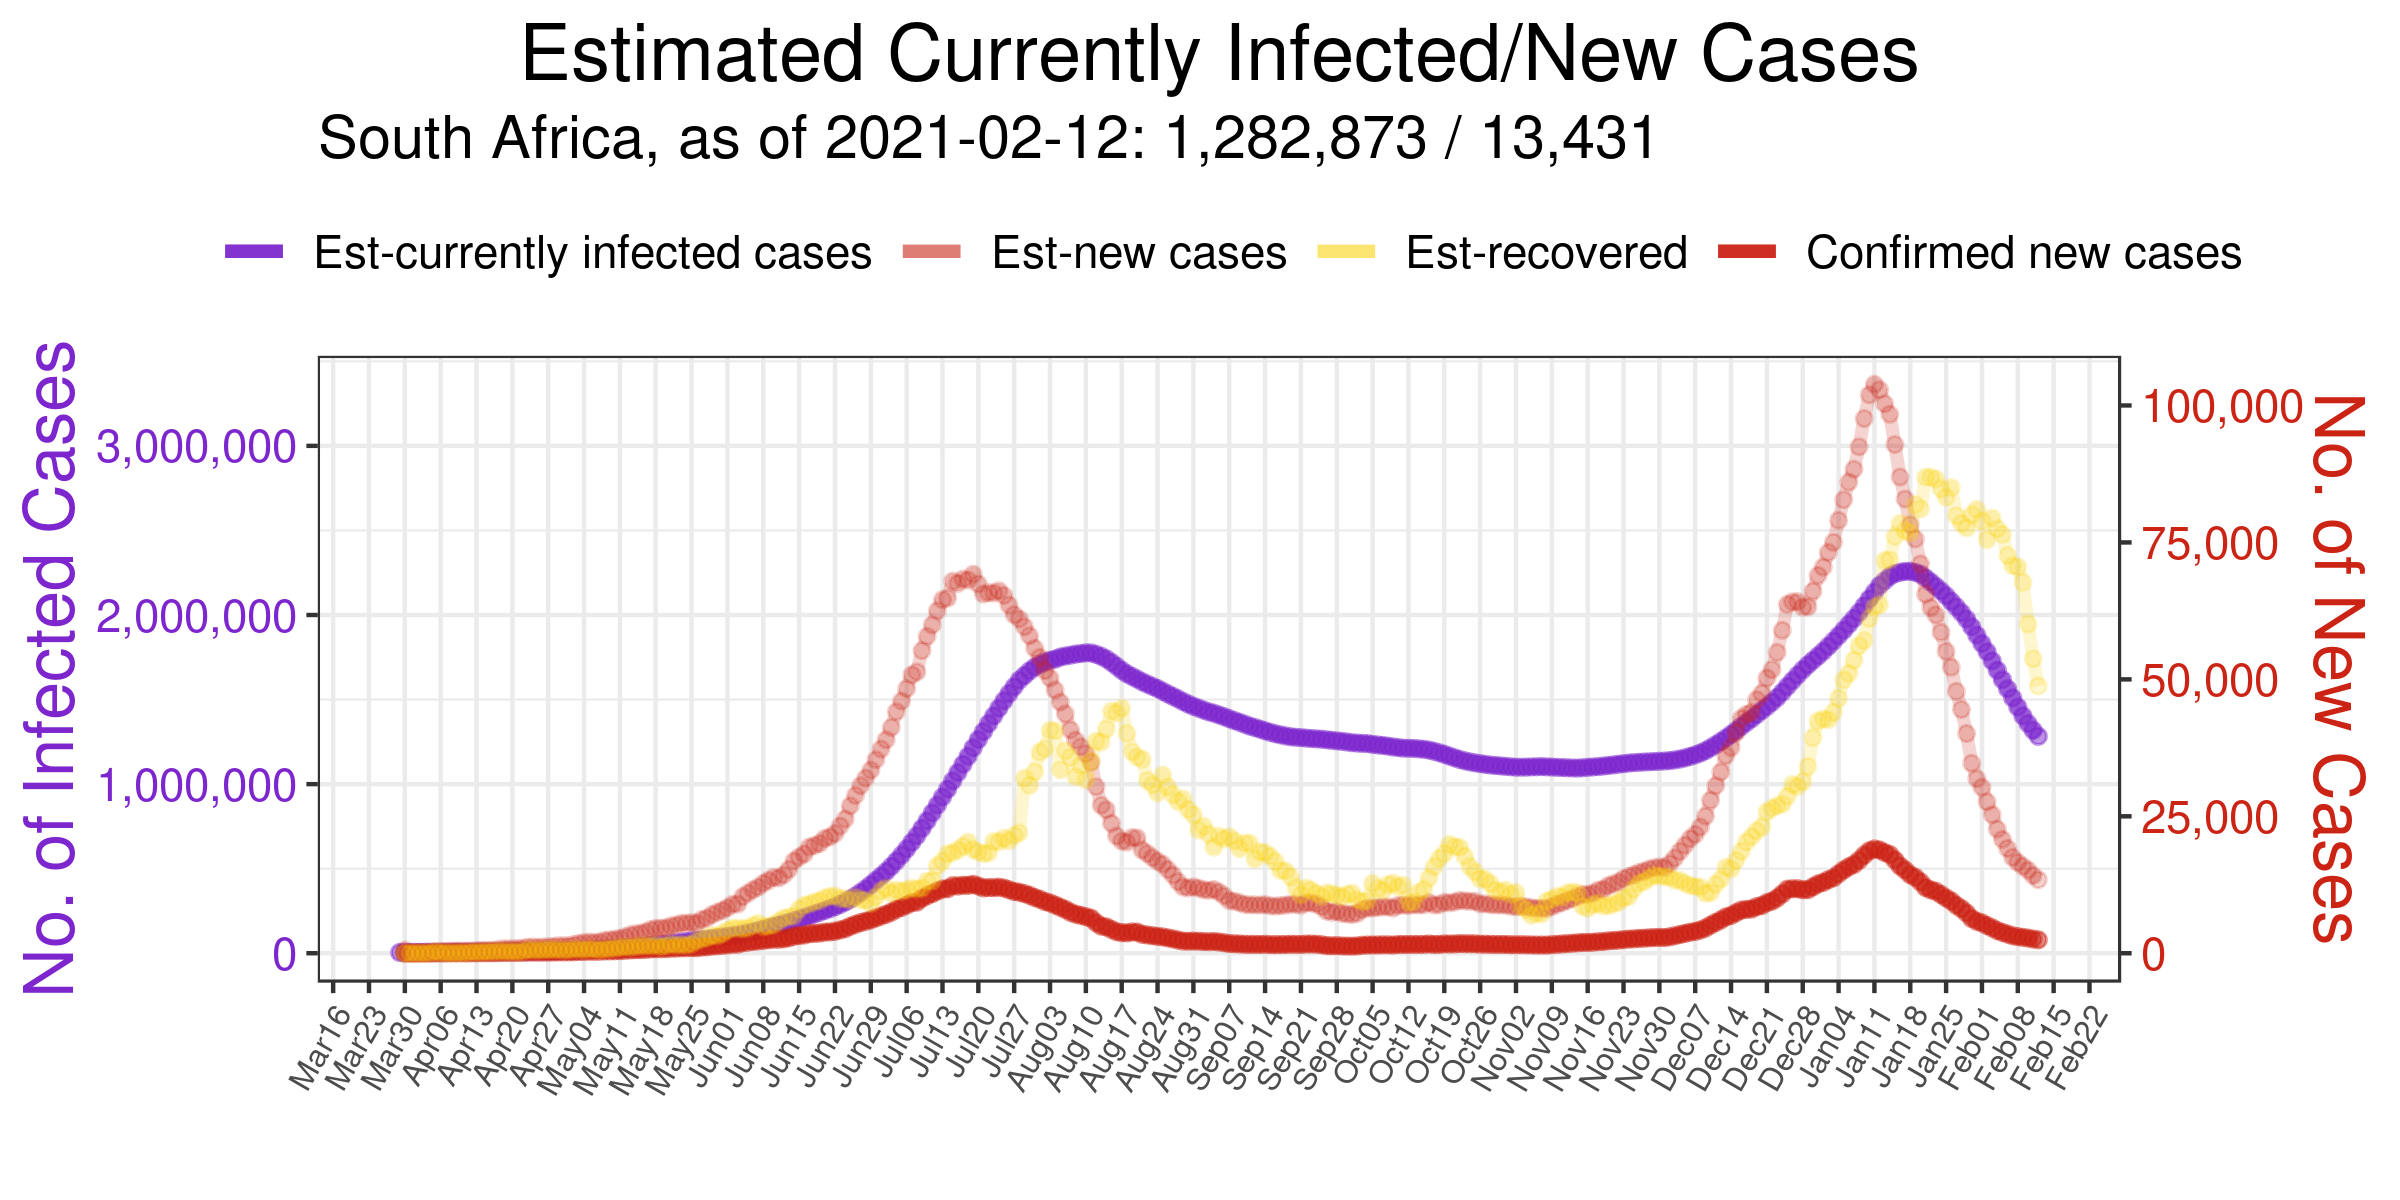 Estimated Currently Infected/New Cases
South Africa, as of 2021-02-12: 1,282,873 / 13,431
Est-currently infected cases Est-new cases Est-recovered Confirmed new cases
No. of Infected Cases
3,000,000
2,000,000
1,000,000
0
100,000
75,000
50,000
25,000
0
No. of New Cases
Mar16 Mar23 Mar30 Apr06 Apr13 Apr20 Apr27 May04 May11 May18 May25 Jun01 Jun08 Jun15 Jun22 Jun29 Jul06 Jul13 Jul20 Jul27 Aug03 Aug10 Aug17 Aug24 Aug31 Sep07 Sep14 Sep21 Sep28 Oct05 Oct12 Oct19 Oct26 Nov02 Nov09 Nov16 Nov23 Nov30 Dec07 Dec14 Dec21 Dec28 Jan04 Jan11 Jan18 Jan25 Feb01 Feb08 Feb15 Feb22